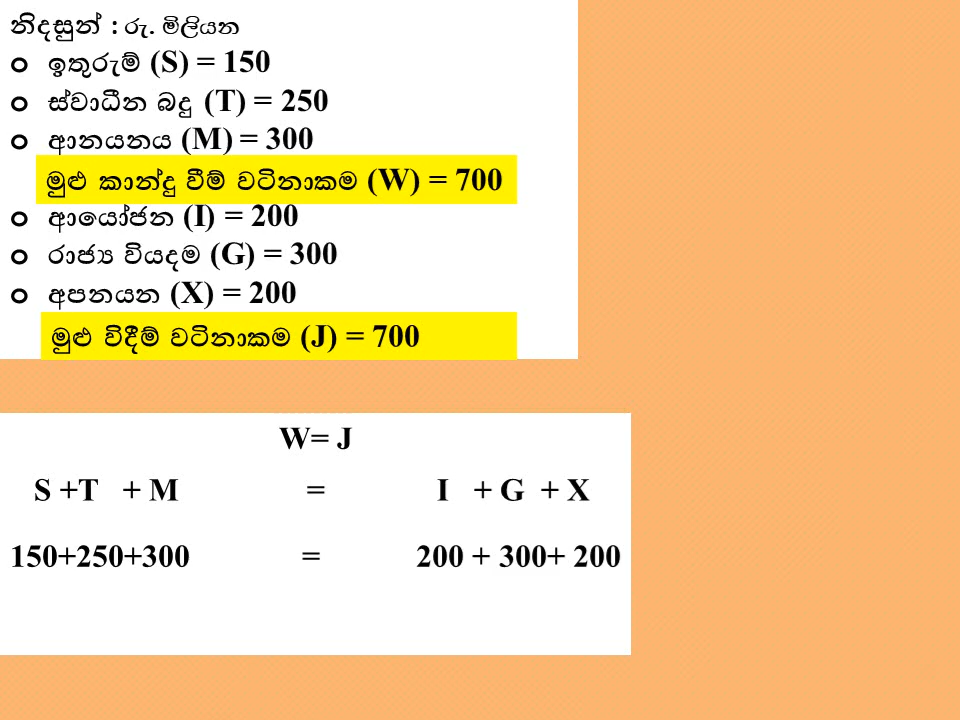 නිදසුන් : රු. මිලියන
o ඉතුරුම් (S) = 150
o ස්වාධීන බදු (T) = 250
o ආනයනය (M) = 300
මුළු කාන්දු වීම් වටිනාකම (W) = 700
o ආයෝජන (I) = 200
o රාජ්‍ය වියදම (G) = 300
o අපනයන (X) = 200
මුළු විදීම් වටිනාකම (J) = 700
W= J
S +T + M = I + G + X
150+250+300 = 200 + 300+ 200